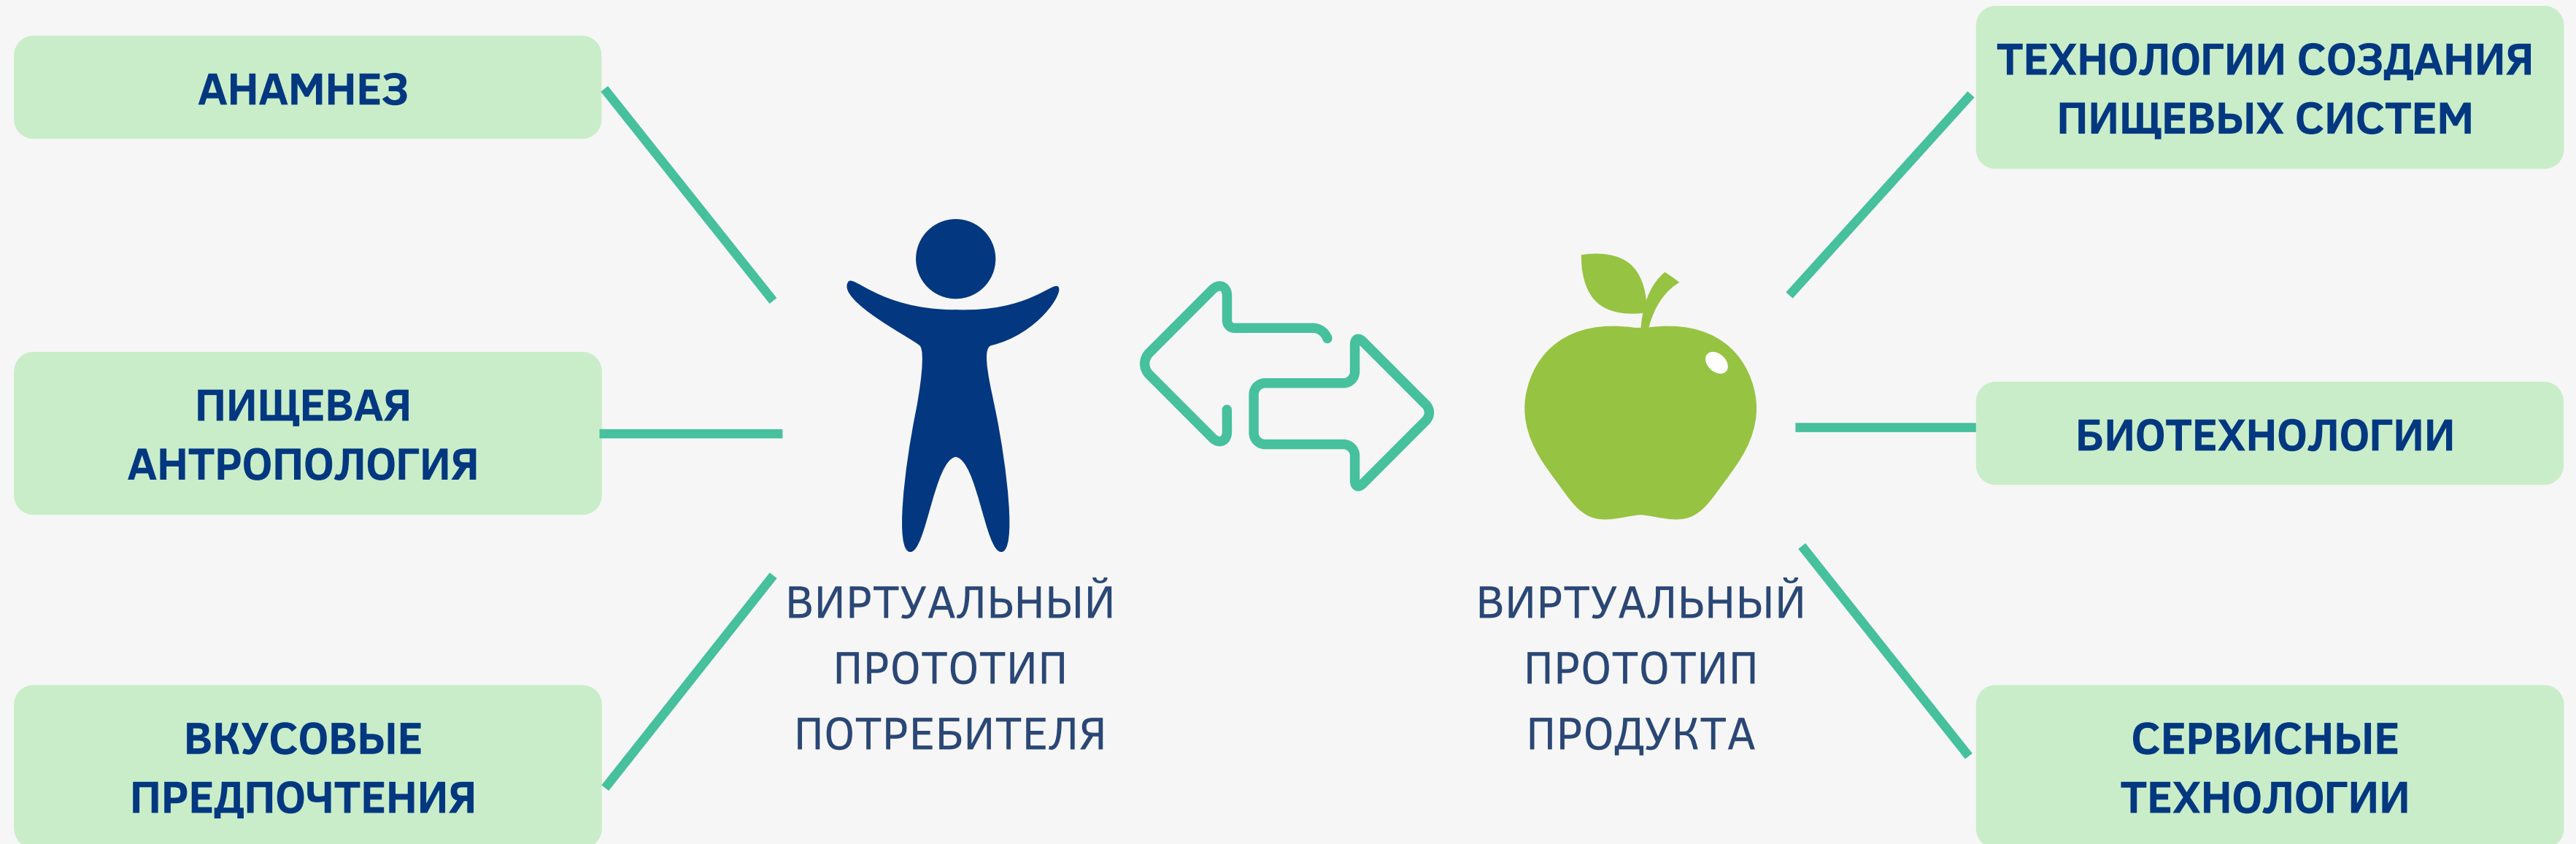 АНАМНЕЗ
ПИЩЕВАЯ
АНТРОПОЛОГИЯ
ВКУСОВЫЕ
ПРЕДПОЧТЕНИЯ
ВИРТУАЛЬНЫЙ
ПРОТОТИП
ПОТРЕБИТЕЛЯ
ВИРТУАЛЬНЫЙ
ПРОТОТИП
ПРОДУКТА
ТЕХНОЛОГИИ СОЗДАНИЯ
ПИЩЕВЫХ СИСТЕМ
БИОТЕХНОЛОГИИ
СЕРВИСНЫЕ
ТЕХНОЛОГИИ